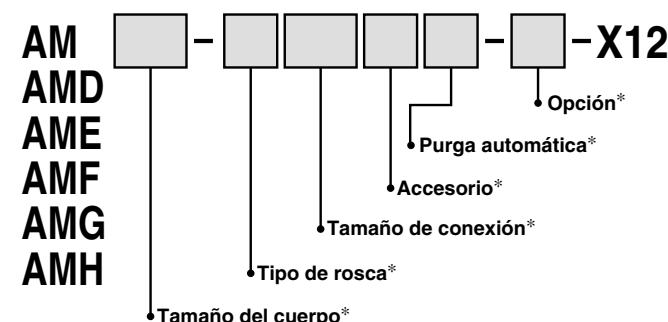 AM - - -X12
AMD
AME
AMF
AMG
AMH
Opción*
Purga automática*
Accesorio*
Tamaño de conexión*
Tipo de rosca*
Tamaño del cuerpo*